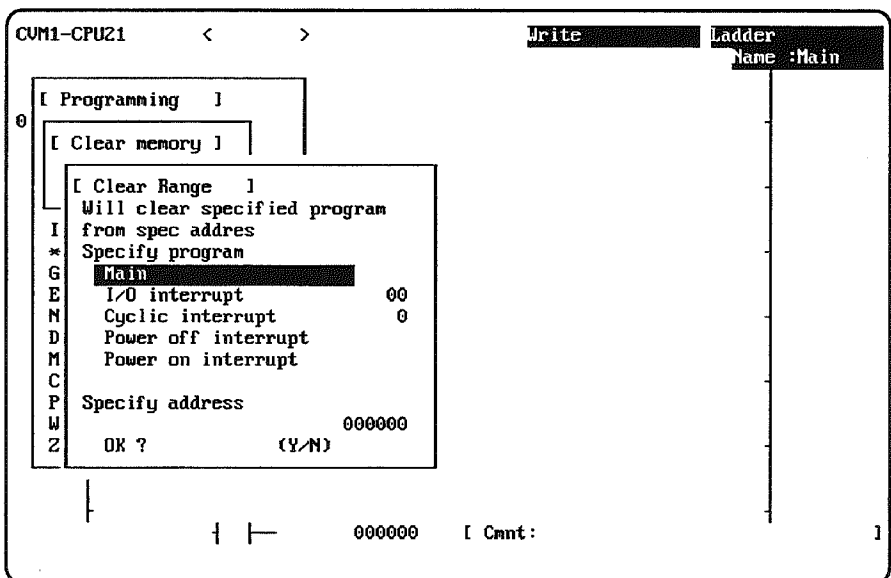 CVM1-CPU21 < > Write Ladder
Name :Main
[ Programming ]
0
[ Clear memory ]
[ Clear Range ]
Will clear specified program
I from spec addres
* Specify program
G Main
E I/O interrupt 00
N Cyclic interrupt 0
D Power off interrupt
M Power on interrupt
C
P Specify address
W 000000
Z OK ? (Y/N)
000000 [ Cmnt: ]